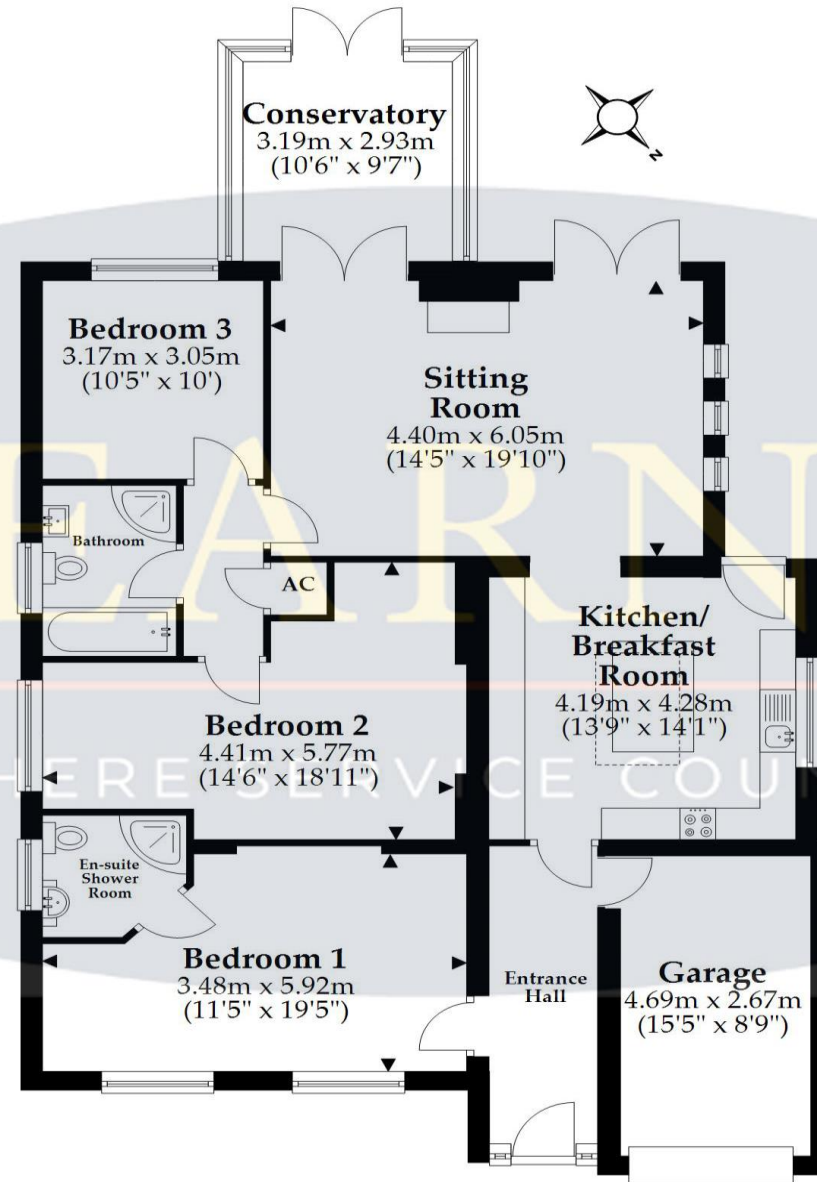 Conservatory
3.19m x 2.93m
(10'6" x 9'7")
N
Bedroom 3
3.17m x 3.05m
(10'5" x 10')
Sitting
Room
4.40m x 6.05m
(14'5" x 19'10")
EARN
Bathroom
AC
Kitchen/
Breakfast
Room
4.19m x 4.28m
(13'9" x 14'1")
Bedroom 2
4.41m x 5.77m
(14'6" x 18'11")
HERE SERVICE COUN
En-suite
Shower
Room
Bedroom 1
3.48m x 5.92m
(11'5" x 19'5")
Entrance
Hall
Garage
4.69m x 2.67m
(15'5" x 8'9")